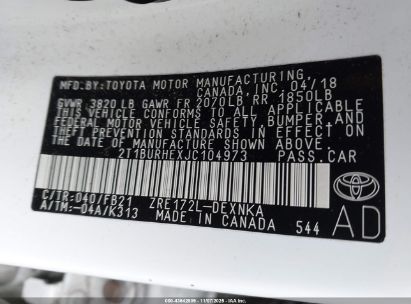 MFD.BY:TOYOTA MOTOR MANUFACTURING
CANADA, INC. 04/18
GVWR 3820 LB GAWR FR 2070LB RR 1850LB
THIS VEHICLE CONFORMS TO ALL APPLICABLE
FEDERAL MOTOR VEHICLE SAFETY, BUMPER, AND
THEFT PREVENTION STANDARDS IN EFFECT ON
THE DATE OF MANUFACTURE SHOWN ABOVE.
2T1BURHEXJC104973 PASS.CAR
C/TR:040/FB21 ZRE172L-DEXNKA
A/TM:-04A/K313 MADE IN CANADA 544
TOYOTA
AD